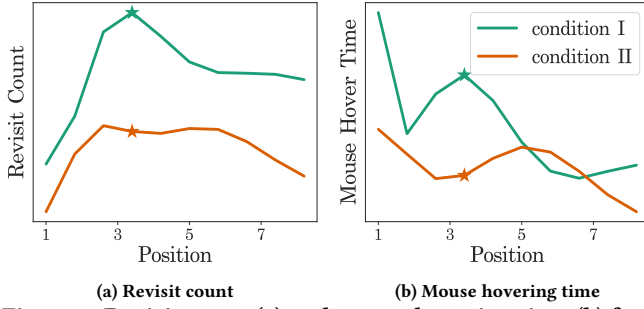 Revisit Count
1 3 5 7
Position
(a) Revisit count
Mouse Hover Time
condition I
condition II
1 3 5 7
Position
(b) Mouse hovering time